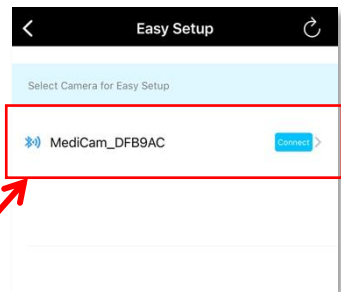 Easy Setup
Select Camera for Easy Setup
MediCam_DFB9AC Connect